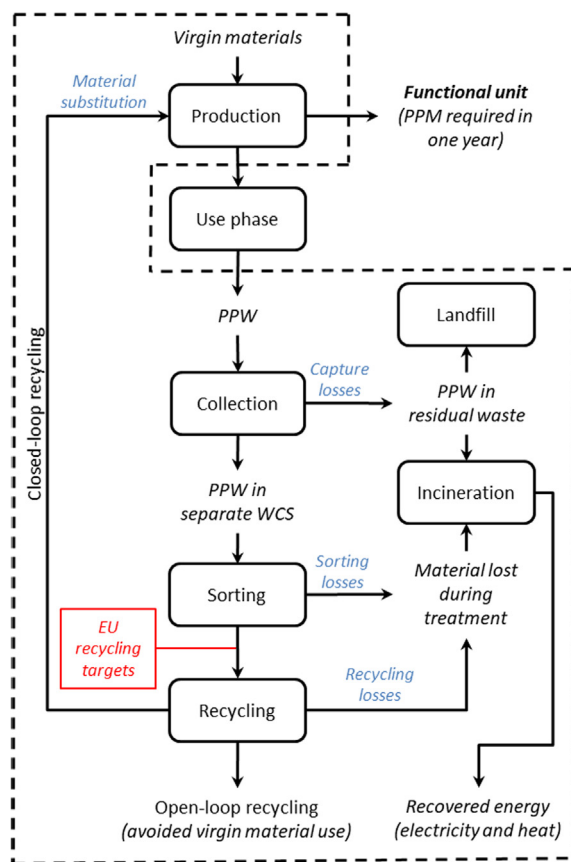 Virgin materials
Material
substitution
Production
Functional unit
(PPM required in
one year)
Use phase
PPW
Landfill
Closed-loop recycling
Capture
losses
Collection
PPW in
residual waste
PPW in
separate WCS
Incineration
Sorting
losses
Sorting
Material lost
during
treatment
EU
recycling
targets
Recycling
losses
Recycling
Open-loop recycling
(avoided virgin material use)
Recovered energy
(electricity and heat)